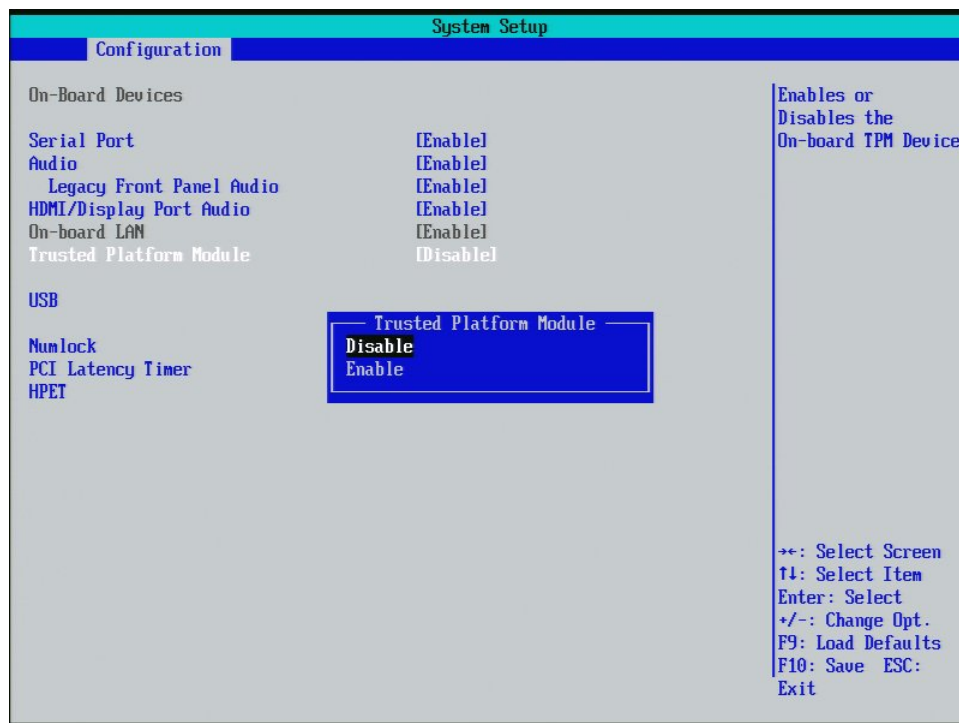 System Setup
Configuration
On-Board Devices
Serial Port [Enable]
Audio [Enable]
Legacy Front Panel Audio [Enable]
HDMI/Display Port Audio [Enable]
On-board LAN [Enable]
Trusted Platform Module [Disable]
USB
Numlock
PCI Latency Timer
HPET
Trusted Platform Module
Disable
Enable
Enables or
Disables the
On-board TPM Device
→←: Select Screen
↑↓: Select Item
Enter: Select
+/-: Change Opt.
F9: Load Defaults
F10: Save ESC:
Exit